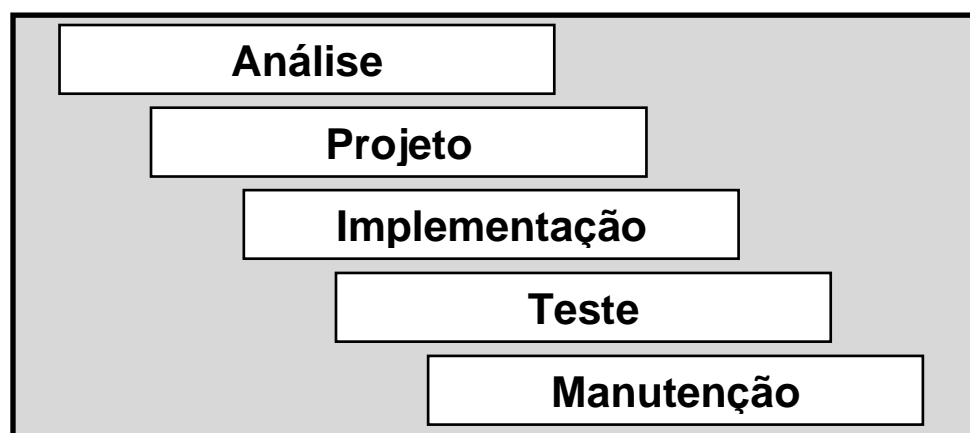 Análise
Projeto
Implementação
Teste
Manutenção